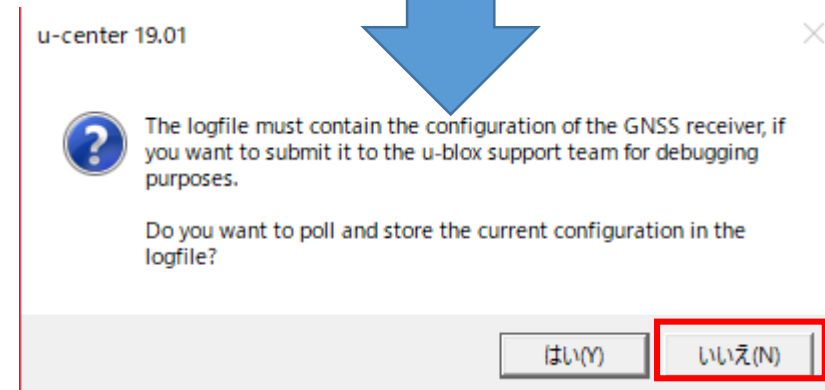 u-center 19.01
The logfile must contain the configuration of the GNSS receiver, if
you want to submit it to the u-blox support team for debugging
purposes.
Do you want to poll and store the current configuration in the
logfile?
はい(Y)
いいえ(N)